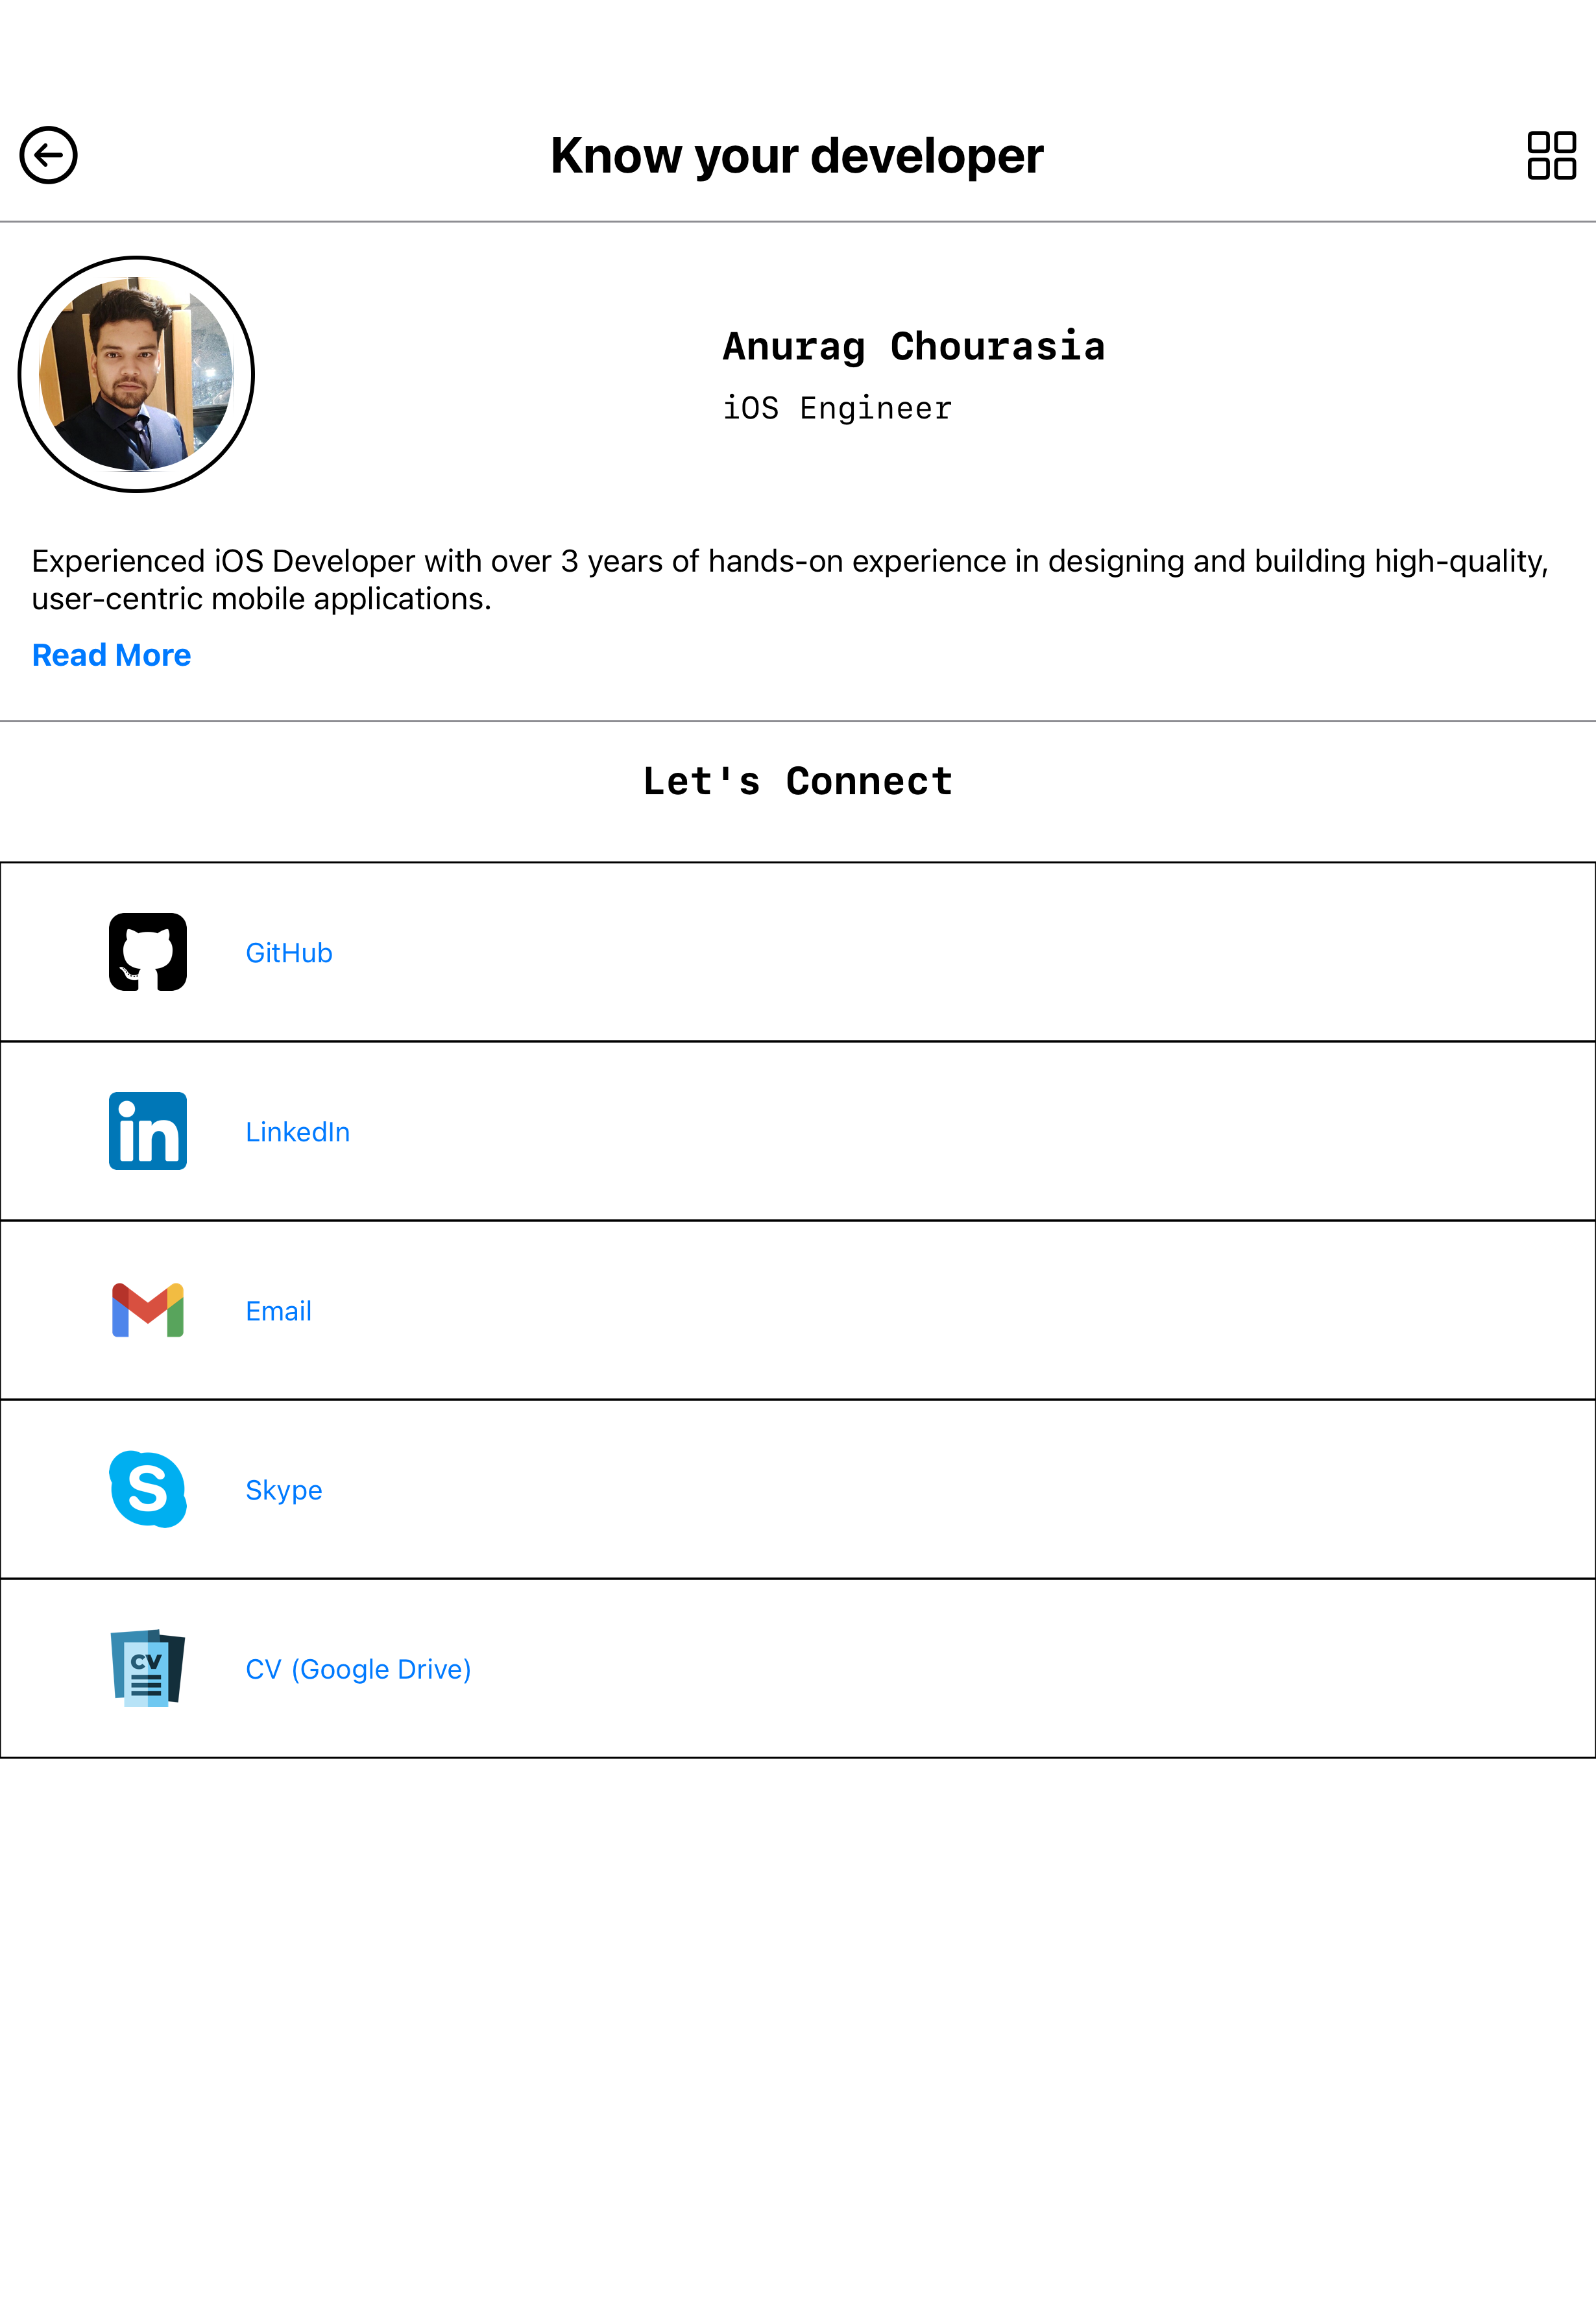 Know your developer
Anurag Chourasia
iOS Engineer
Experienced iOS Developer with over 3 years of hands-on experience in designing and building high-quality,
user-centric mobile applications.
Read More
Let's Connect
GitHub
in
LinkedIn
Email
S
Skype
CV
CV (Google Drive)